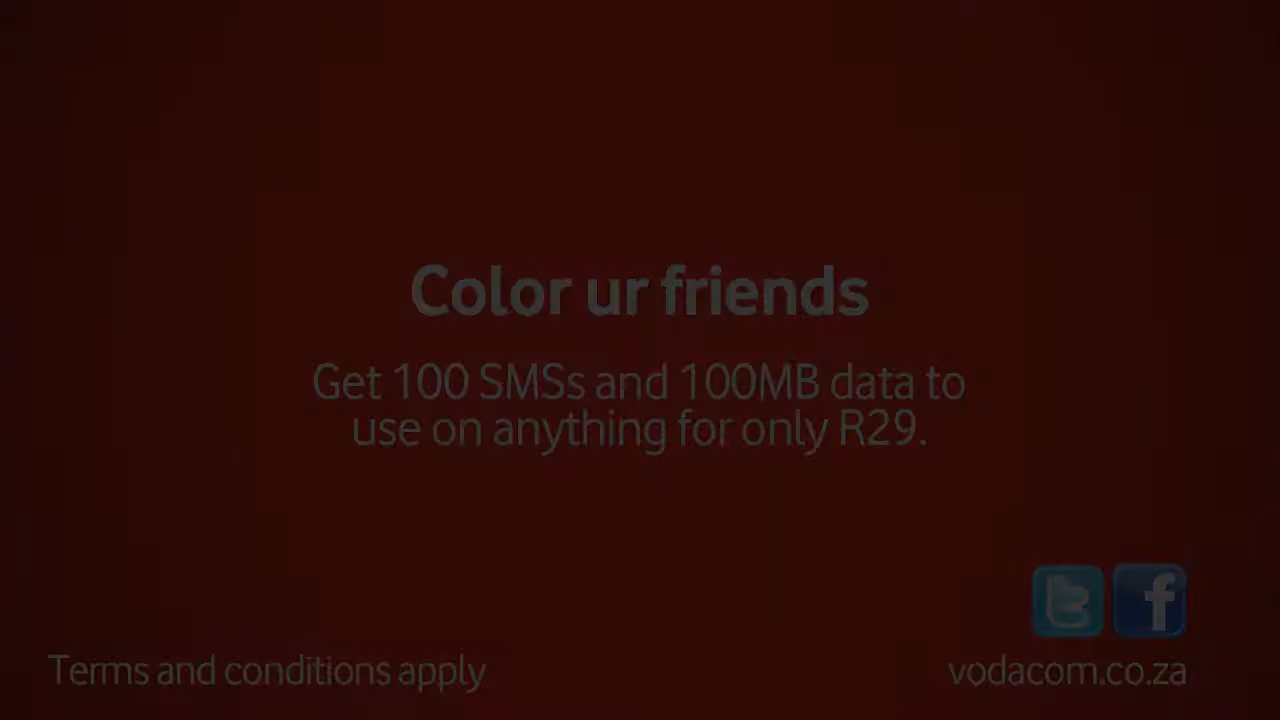 Color ur friends
Get 100 SMSs and 100MB data to
use on anything for only R29.
Terms and conditions apply
vodacom.co.za